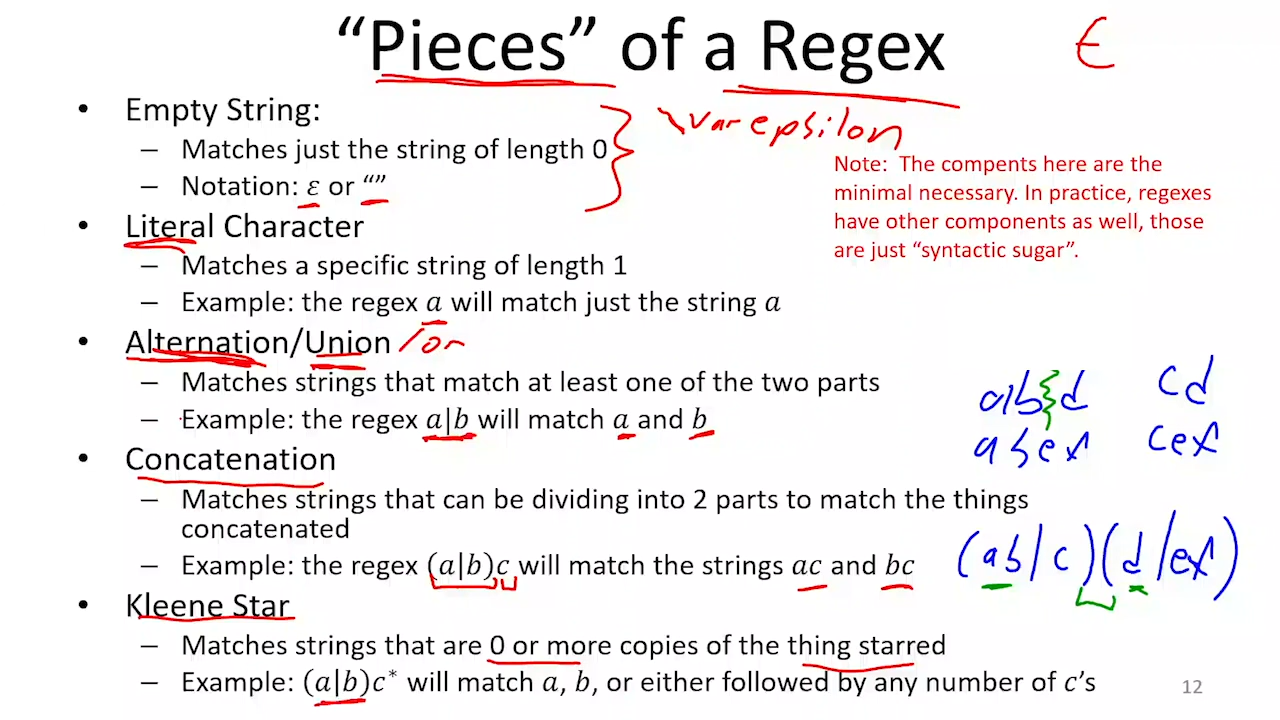 “Pieces” of a Regex
ϵ
• Empty String:
\varepsilon
– Matches just the string of length 0
– Notation: ε or “”
Note: The compents here are the
minimal necessary. In practice, regexes
have other components as well, those
are just “syntactic sugar”.
• Literal Character
– Matches a specific string of length 1
– Example: the regex a will match just the string a
• Alternation/Union /or
– Matches strings that match at least one of the two parts
– Example: the regex a|b will match a and b
abd cd
abef cef
• Concatenation
– Matches strings that can be dividing into 2 parts to match the things
concatenated
– Example: the regex (a|b)c will match the strings ac and bc
(ab|c)(d|ef)
• Kleene Star
– Matches strings that are 0 or more copies of the thing starred
– Example: (a|b)c* will match a, b, or either followed by any number of c’s
12